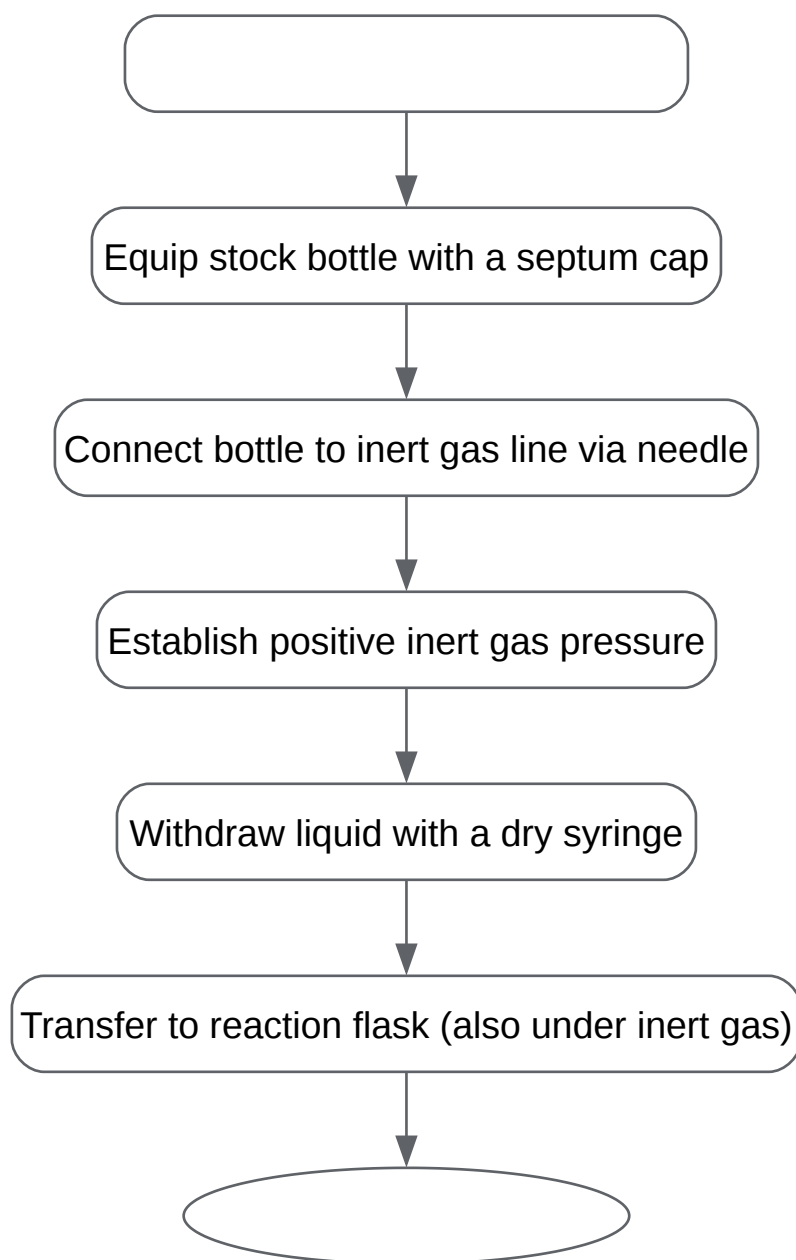 Equip stock bottle with a septum cap
Connect bottle to inert gas line via needle
Establish positive inert gas pressure
Withdraw liquid with a dry syringe
Transfer to reaction flask (also under inert gas)